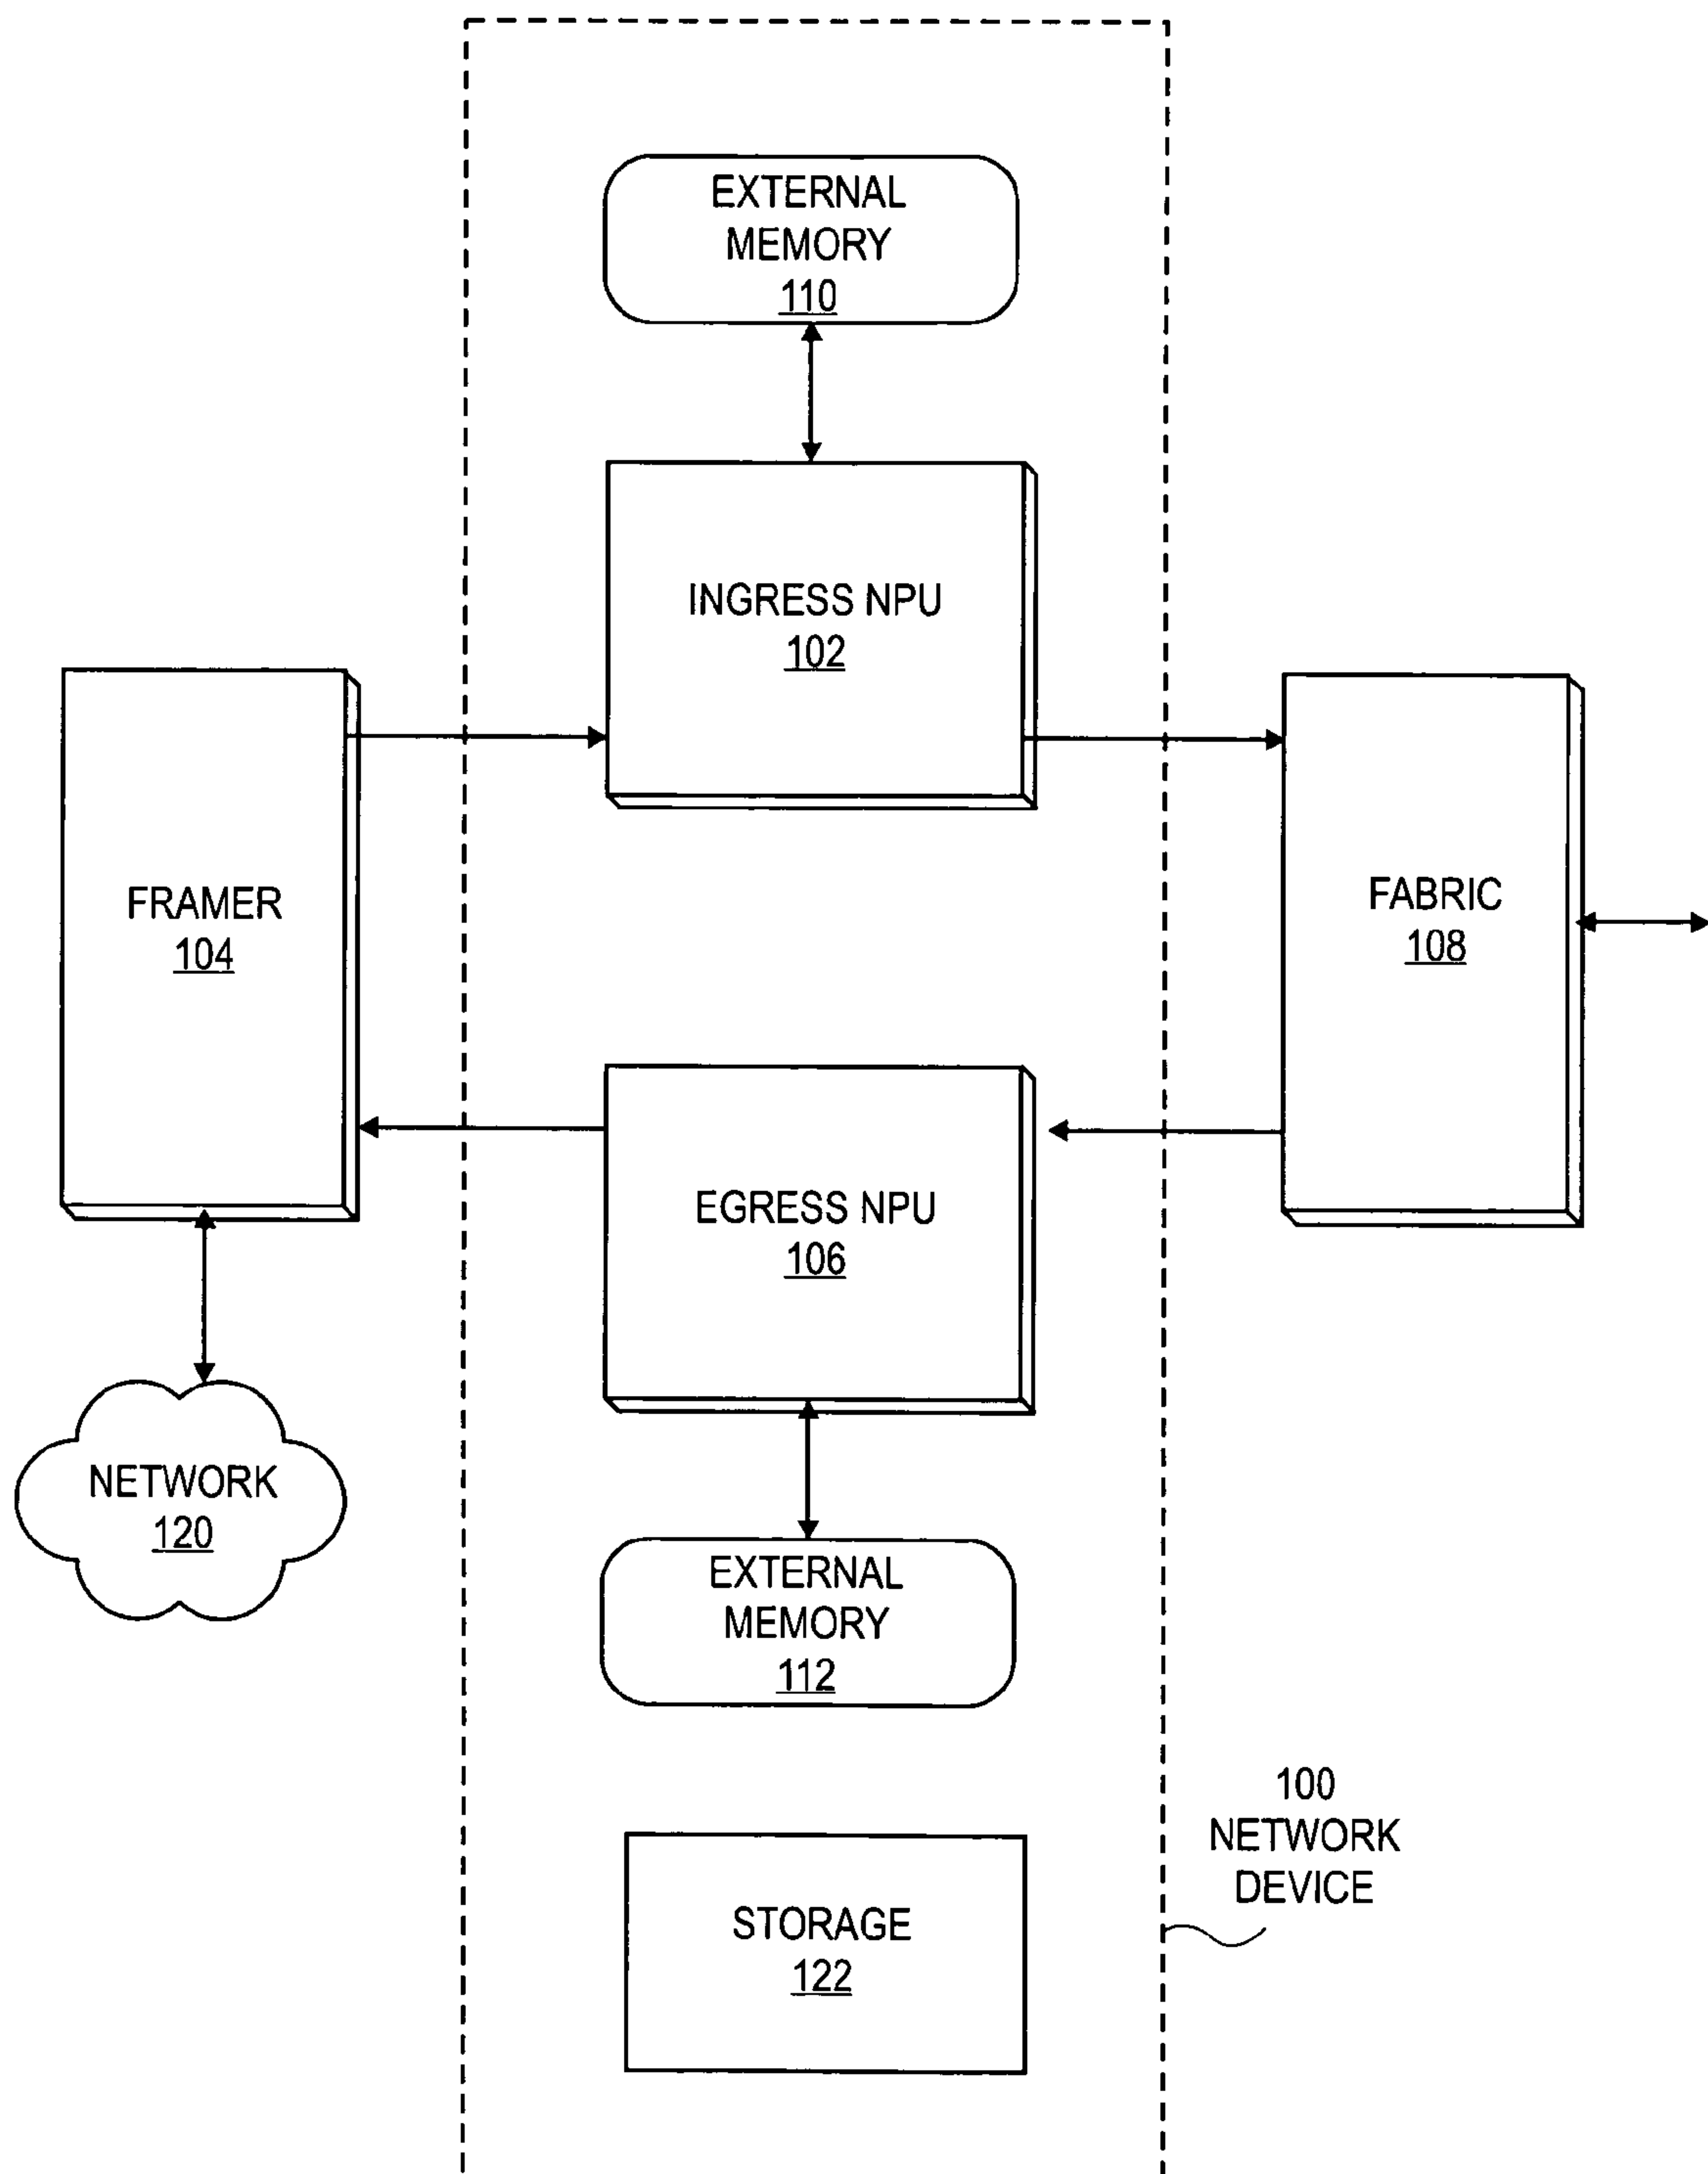 EXTERNAL
MEMORY
110
INGRESS NPU
102
FRAMER
104
FABRIC
108
EGRESS NPU
106
NETWORK
120
EXTERNAL
MEMORY
112
100
NETWORK
DEVICE
STORAGE
122